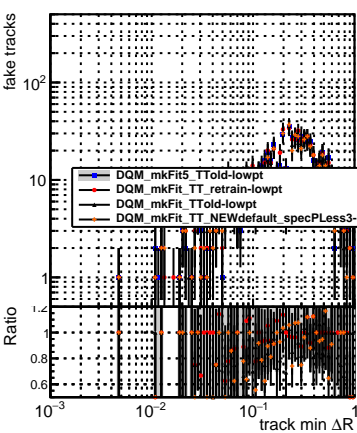 fake tracks
10²
10
1
DQM_mkFit5_TTold-lowpt
DQM_mkFit_TT_retrain-lowpt
DQM_mkFit_TTold-lowpt
DQM_mkFit_TT_NEWdefault_specPLess3-
Ratio
1.2
1
0.8
0.6
10⁻³
10⁻²
10⁻¹
1
track min ΔR